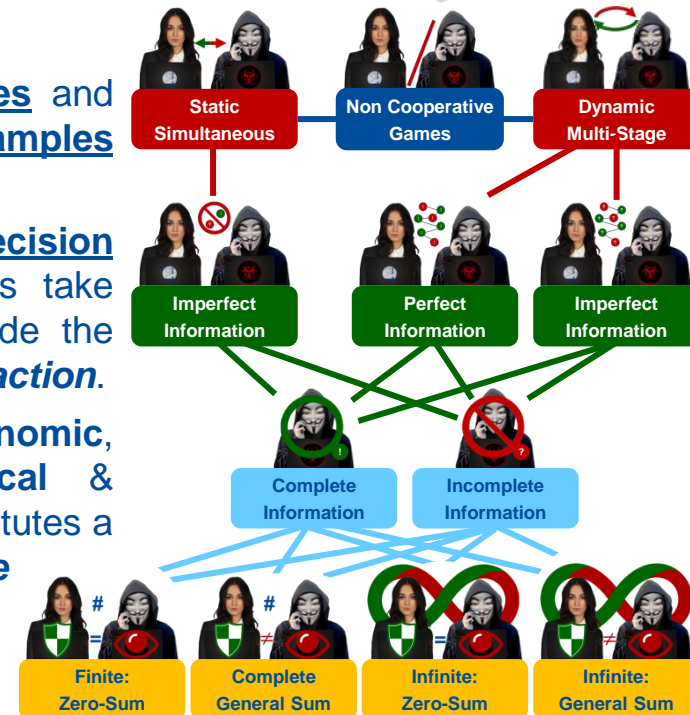 es and
amples
ecision
s take
de the
action.
nomic,
cal &
tutes a
e
Static
Simultaneous
Non Cooperative
Games
Dynamic
Multi-Stage
Imperfect
Information
Perfect
Information
Imperfect
Information
!
?
Complete
Information
Incomplete
Information
#
=
#
≠
=
≠
Finite:
Zero-Sum
Complete
General Sum
Infinite:
Zero-Sum
Infinite:
General Sum